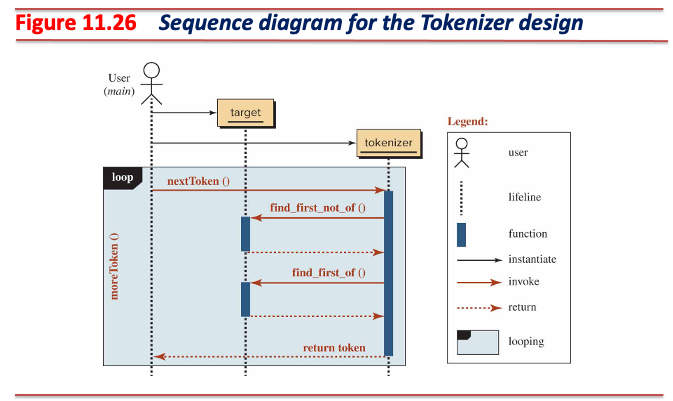 Figure 11.26 Sequence diagram for the Tokenizer design
User
(main)
target
tokenizer
loop
nextToken ()
find_first_not_of ()
moreToken ()
find_first_of ()
return token
Legend:
user
lifeline
function
instantiate
invoke
return
looping